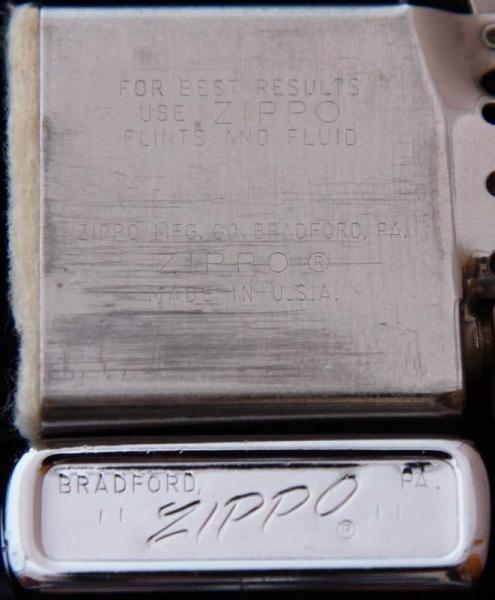 FOR BEST RESULTS
USE ZIPPO
FLINTS AND FLUID
ZIPPO MFG. CO. BRADFORD, PA.
ZIPPO ®
MADE IN U.S.A.
BRADFORD, PA.
|| ZIPPO ® ||